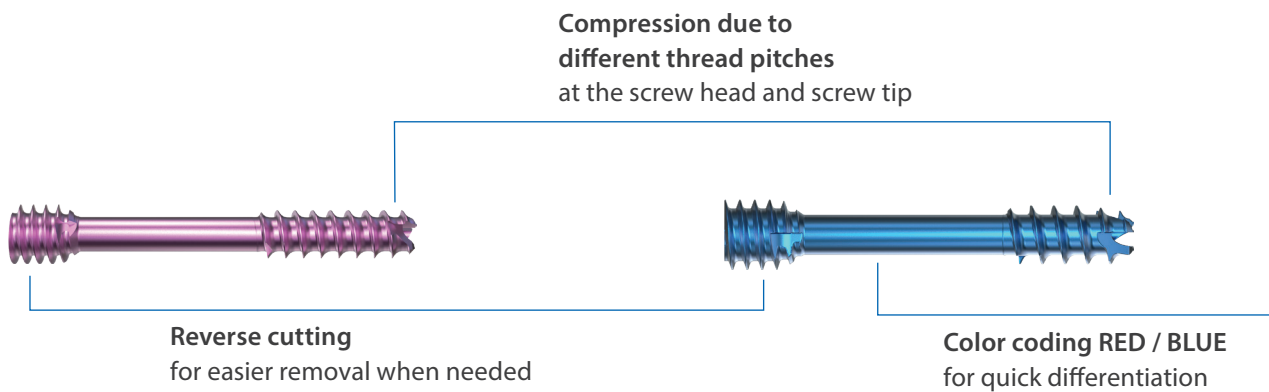 Compression due to
different thread pitches
at the screw head and screw tip
Reverse cutting
for easier removal when needed
Color coding RED / BLUE
for quick differentiation